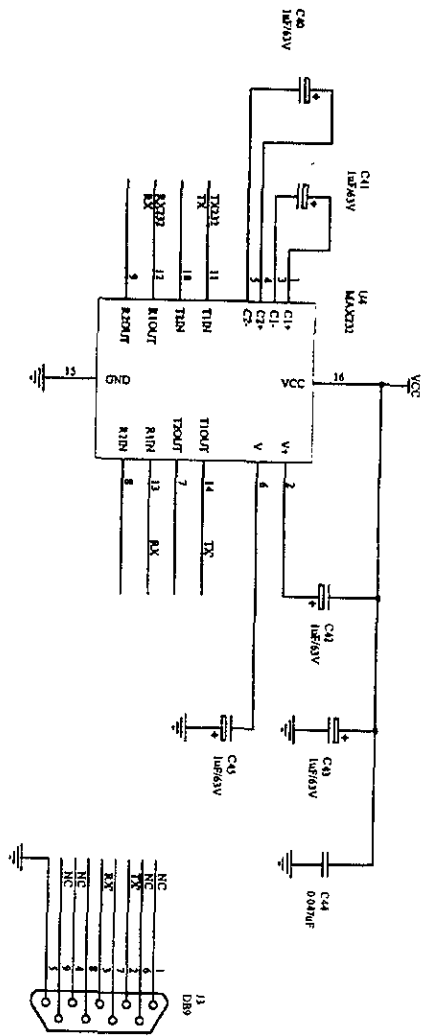 C40
1uF/63V
C41
1uF/63V
U4
MAX232
VCC
1
3
4
5
C1+
C1-
C2+
C2-
VCC
16
TX232
TX
11
T1IN
10
T2IN
RX232
RX
12
R1OUT
9
R2OUT
15
GND
V+
2
V
6
T1OUT
14
TX
T2OUT
7
R1IN
13
RX
R2IN
8
C42
1uF/63V
C43
1uF/63V
C44
0.047uF
C45
1uF/63V
J3
DB9
NC
1
NC
6
TX
2
7
RX
3
8
NC
4
NC
9
5